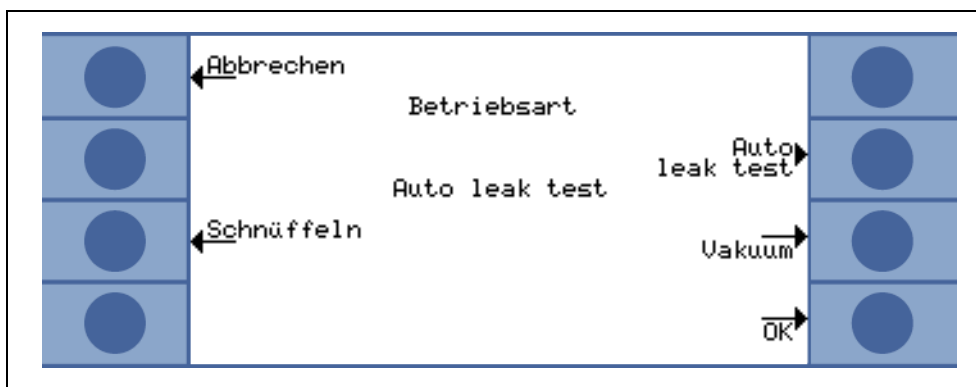 Abbrechen
Betriebsart
Auto
leak test
Auto leak test
Schnüffeln
Vakuum
OK